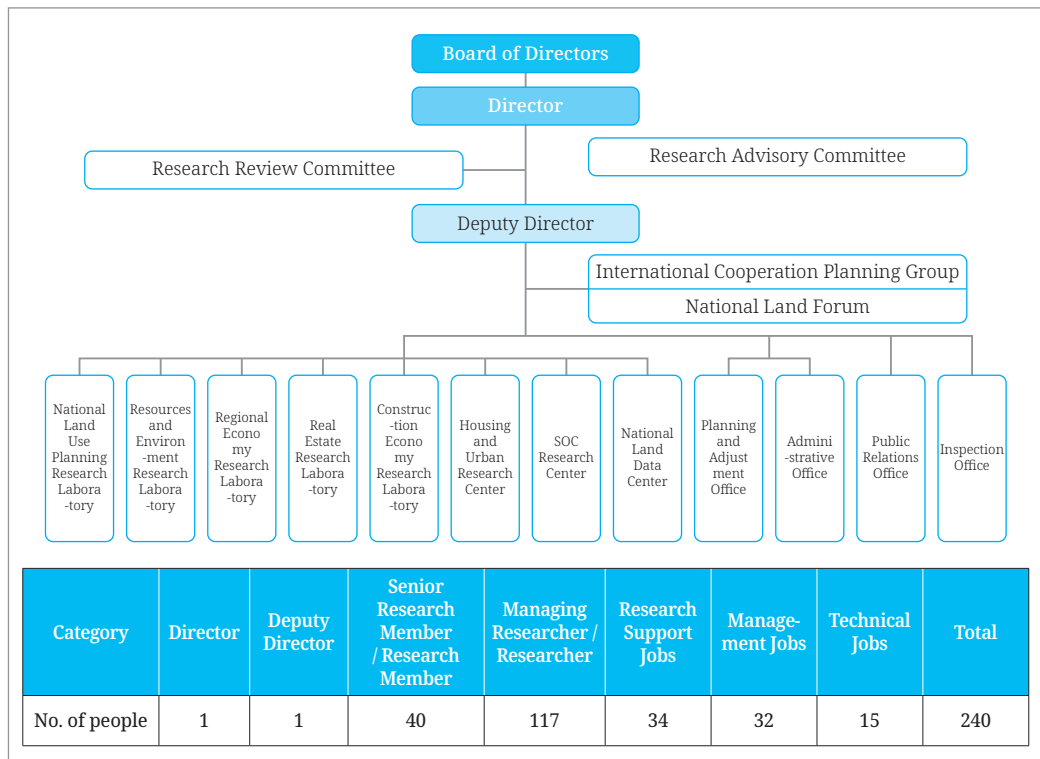 Board of Directors
Director
Research Advisory Committee
Research Review Committee
Deputy Director
International Cooperation Planning Group
National Land Forum
National
Land
Use
Planning
Research
Labora
-tory
Resources
and
Environ
-ment
Research
Labora
-tory
Regional
Econo
my
Research
Labora
-tory
Real
Estate
Research
Labora
-tory
Construc
-tion
Econo
my
Research
Labora
-tory
Housing
and
Urban
Research
Center
SOC
Research
Center
National
Land
Data
Center
Planning
and
Adjust
ment
Office
Admini
-strative
Office
Public
Relations
Office
Inspection
Office
Category
Director
Deputy
Director
Senior
Research
Member
/ Research
Member
Managing
Researcher /
Researcher
Research
Support
Jobs
Manage-
ment Jobs
Technical
Jobs
Total
No. of people 1 1 40 117 34 32 15 240